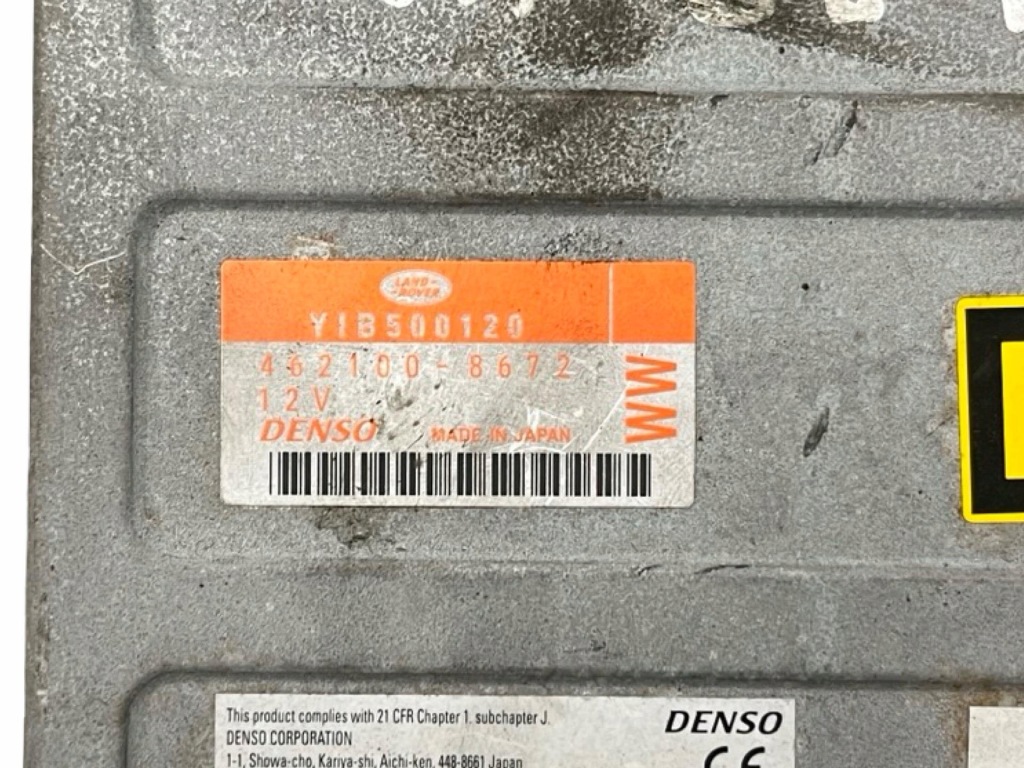 LAND-
-ROVER
YIB500120
462100-8672
12V
WW
DENSO MADE IN JAPAN
This product complies with 21 CFR Chapter 1. subchapter J.
DENSO
DENSO CORPORATION
1-1, Showa-cho, Kariya-shi, Aichi-ken, 448-8661 Japan
CE